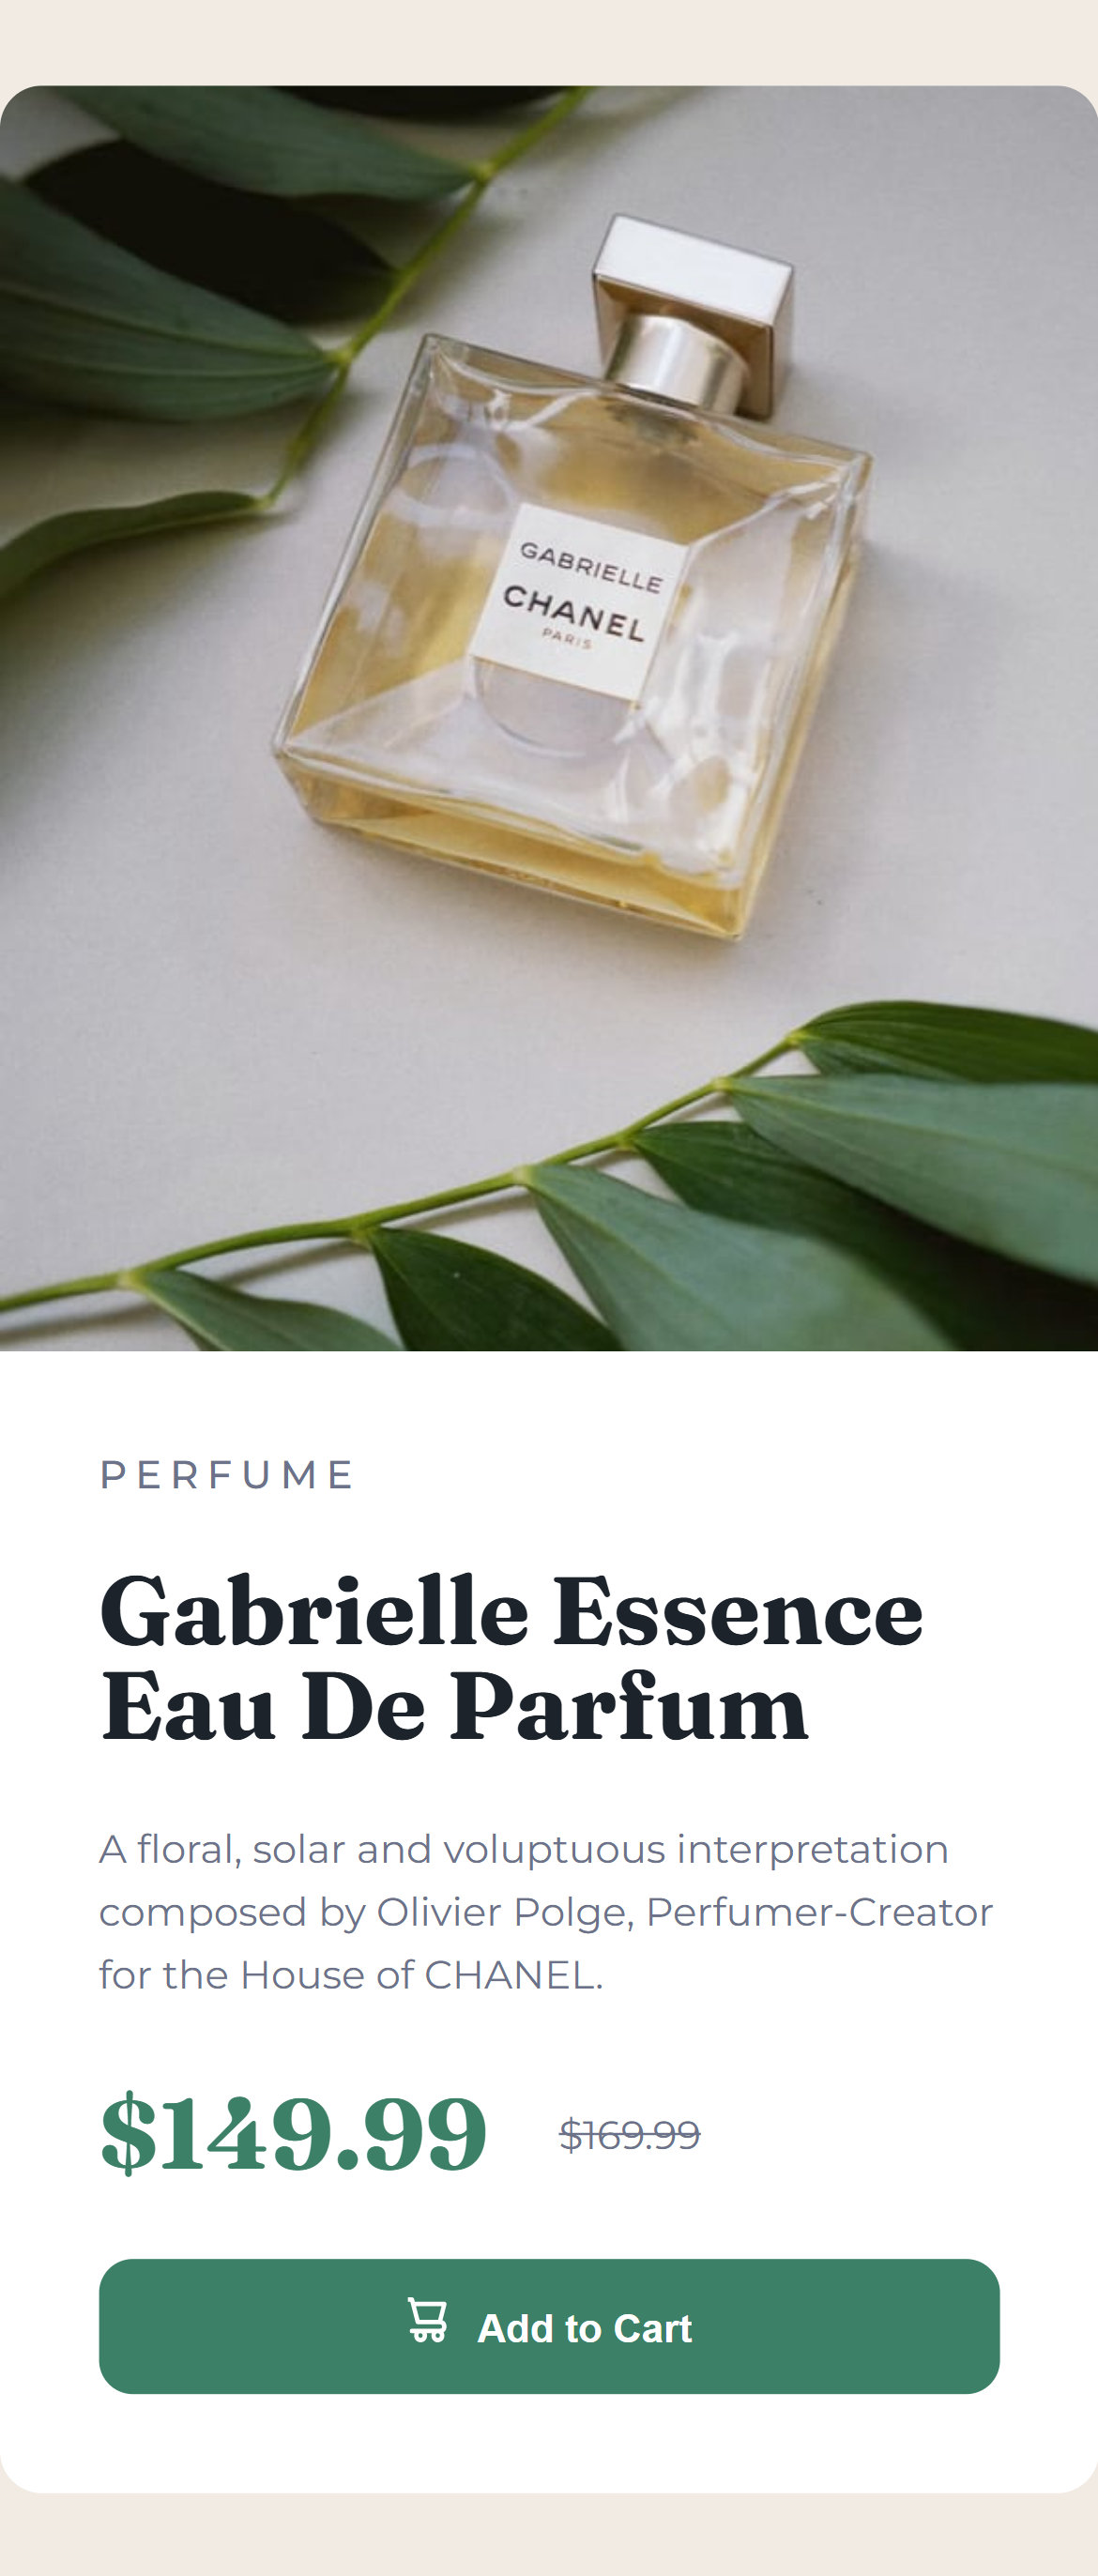 GABRIELLE
CHANEL
PARIS
PERFUME
Gabrielle Essence
Eau De Parfum
A floral, solar and voluptuous interpretation
composed by Olivier Polge, Perfumer-Creator
for the House of CHANEL.
$149.99 $169.99
Add to Cart